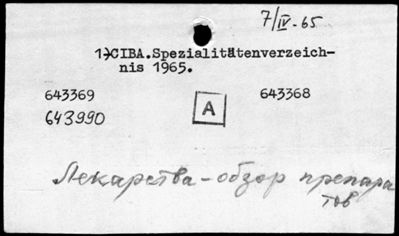 7/IV-65
1)CIBA.Spezialitätenverzeich-
nis 1965.
643369 643368
643990
A
Лекарства - обзор препара
тов